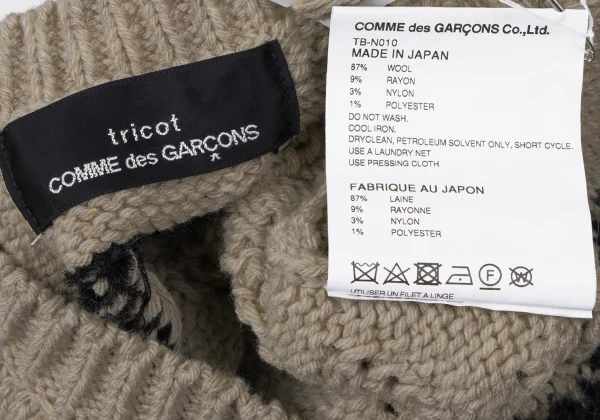 tricot
COMME des GARÇONS
COMME des GARÇONS Co.,Ltd.
TB-N010
MADE IN JAPAN
87% WOOL
9% RAYON
3% NYLON
1% POLYESTER
DO NOT WASH.
COOL IRON.
DRYCLEAN, PETROLEUM SOLVENT ONLY, SHORT CYCLE.
USE A LAUNDRY NET
USE PRESSING CLOTH
FABRIQUE AU JAPON
87% LAINE
9% RAYONNE
3% NYLON
1% POLYESTER
F
UTILISER UN FILET A LINGE